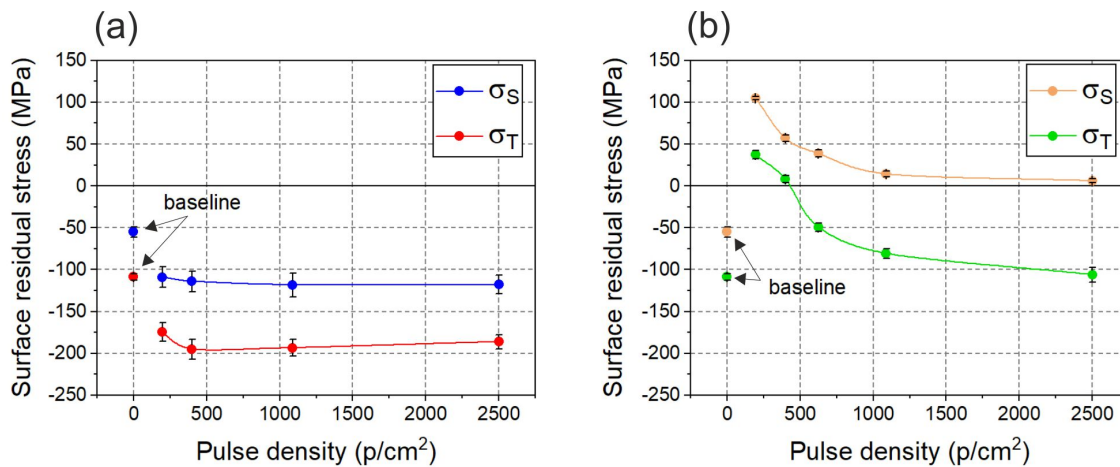 (a)
150
100
50
0
-50
-100
-150
-200
-250
Surface residual stress (MPa)
σS
σT
baseline
0
500
1000
1500
2000
2500
Pulse density (p/cm²)
(b)
150
100
50
0
-50
-100
-150
-200
-250
Surface residual stress (MPa)
σS
σT
baseline
0
500
1000
1500
2000
2500
Pulse density (p/cm²)